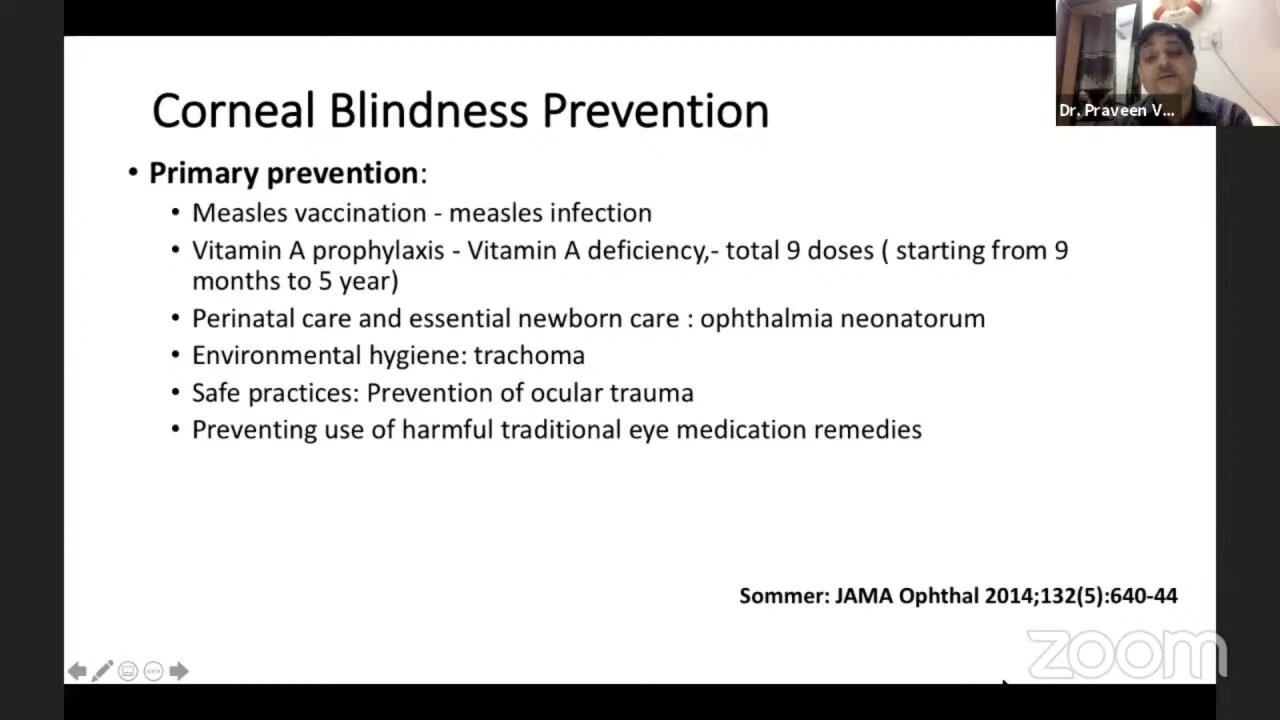 Corneal Blindness Prevention
Dr. Praveen V...
• Primary prevention:
• Measles vaccination - measles infection
• Vitamin A prophylaxis - Vitamin A deficiency,- total 9 doses ( starting from 9
months to 5 year)
• Perinatal care and essential newborn care : ophthalmia neonatorum
• Environmental hygiene: trachoma
• Safe practices: Prevention of ocular trauma
• Preventing use of harmful traditional eye medication remedies
Sommer: JAMA Ophthal 2014;132(5):640-44
zoom